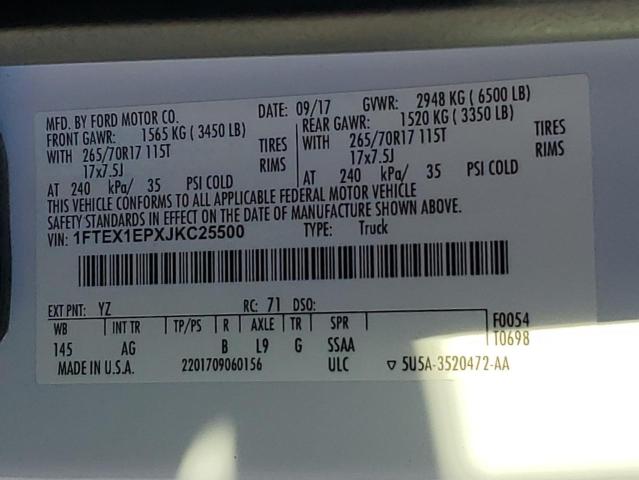 MFD. BY FORD MOTOR CO. DATE: 09/17 GVWR: 2948 KG ( 6500 LB)
FRONT GAWR: 1565 KG ( 3450 LB) REAR GAWR: 1520 KG ( 3350 LB)
WITH 265/70R17 115T TIRES WITH 265/70R17 115T TIRES
17x7.5J RIMS 17x7.5J RIMS
AT 240 kPa/ 35 PSI COLD AT 240 kPa/ 35 PSI COLD
THIS VEHICLE CONFORMS TO ALL APPLICABLE FEDERAL MOTOR VEHICLE
SAFETY STANDARDS IN EFFECT ON THE DATE OF MANUFACTURE SHOWN ABOVE.
VIN: 1FTEX1EPXJKC25500 TYPE: Truck
EXT PNT: YZ RC: 71 DSO: F0054
WB INT TR TP/PS R AXLE TR SPR T0698
145 AG B L9 G SSAA
MADE IN U.S.A. 2201709060156 ULC ▽ 5U5A-3520472-AA